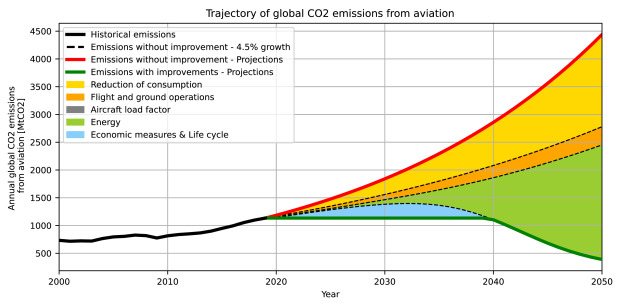 Trajectory of global CO2 emissions from aviation
Historical emissions
Emissions without improvement - 4.5% growth
Emissions without improvement - Projections
Emissions with improvements - Projections
Reduction of consumption
Flight and ground operations
Aircraft load factor
Energy
Economic measures & Life cycle
Annual global CO2 emissions
from aviation [MtCO2]
4500
4000
3500
3000
2500
2000
1500
1000
500
2000
2010
2020
2030
2040
2050
Year